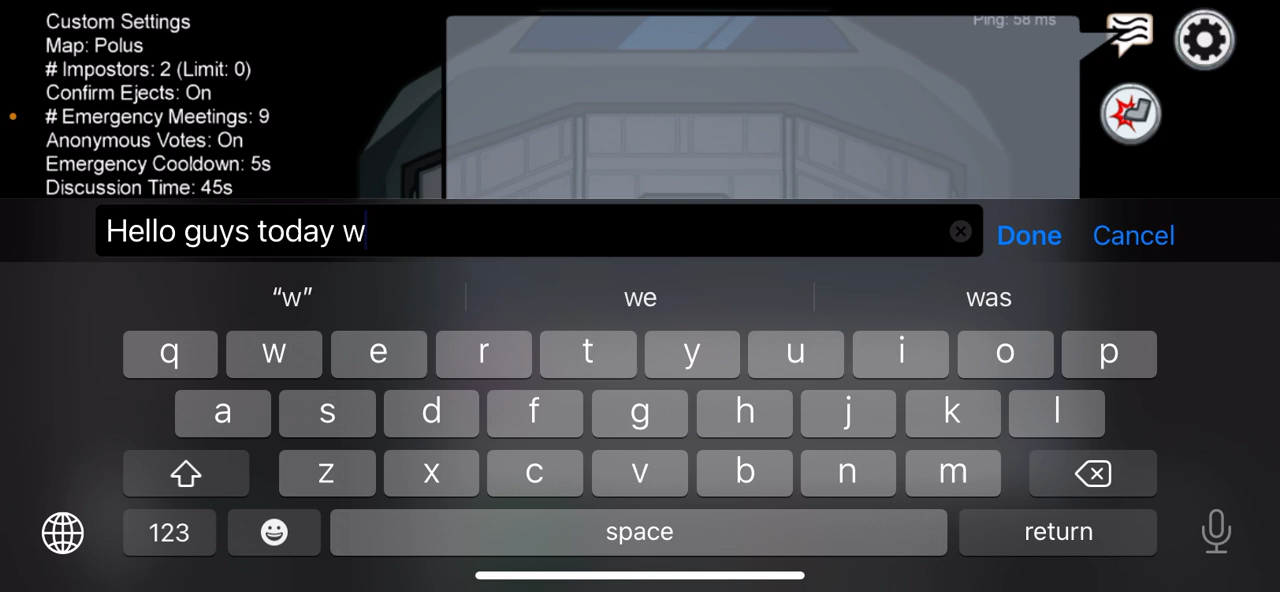 Custom Settings
Map: Polus
# Impostors: 2 (Limit: 0)
Confirm Ejects: On
# Emergency Meetings: 9
Anonymous Votes: On
Emergency Cooldown: 5s
Discussion Time: 45s
Ping: 58 ms
Hello guys today w
Done Cancel
“w” we was
q w e r t y u i o p
a s d f g h j k l
z x c v b n m
123 space return